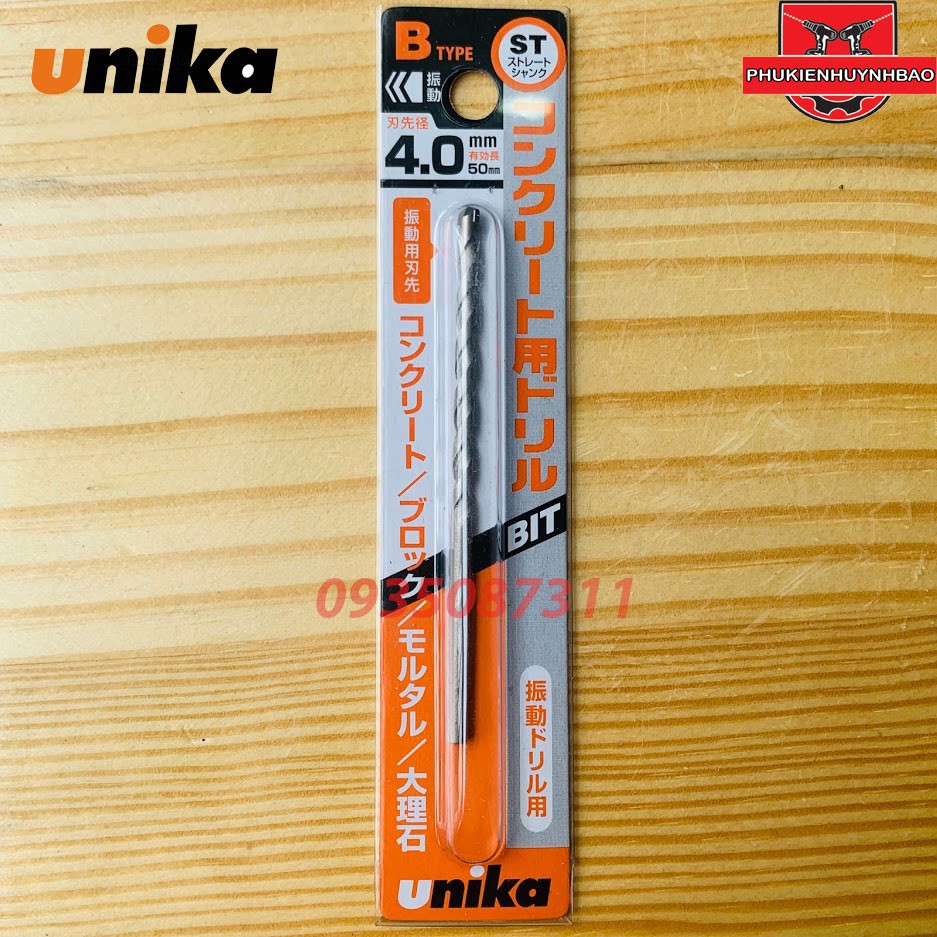 unika
PHUKIENHUYNHBAO
B TYPE
ST
ストレート
シャンク
振動
刃先径
4.0 mm
有効長
50mm
コンクリート用ドリル
BIT
振動用刃先
コンクリート/ブロック/モルタル/大理石
0935087311
振動ドリル用
unika